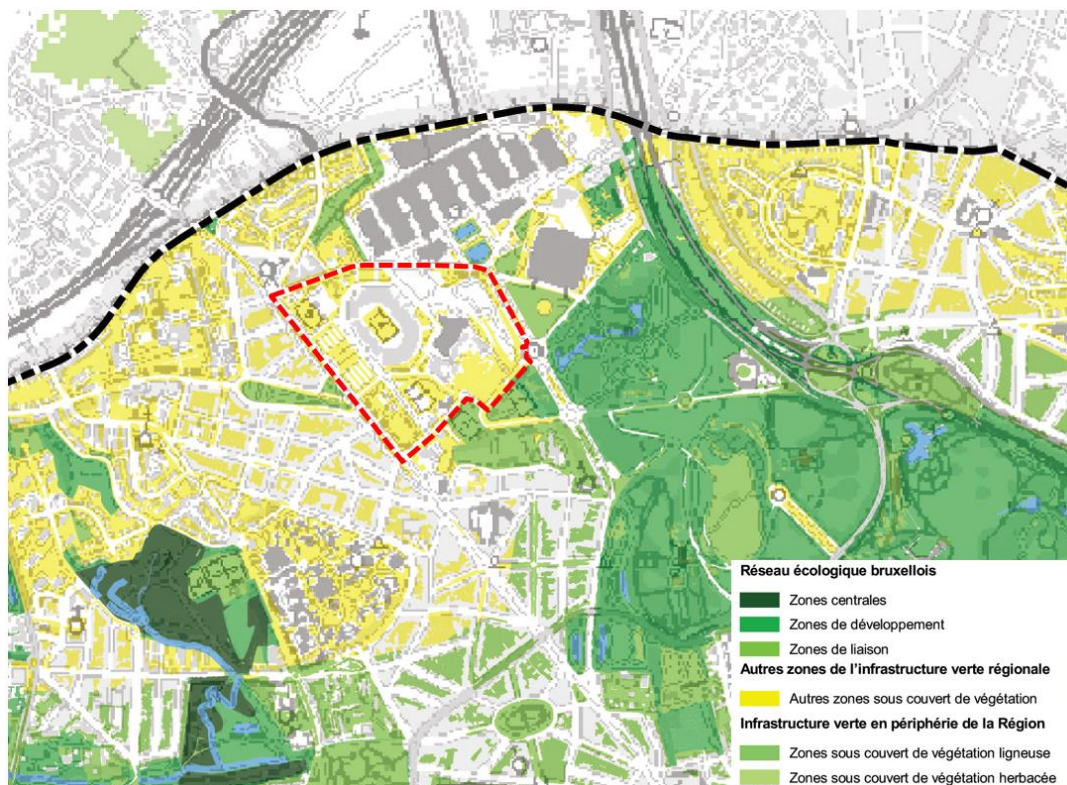 Réseau écologique bruxellois
Zones centrales
Zones de développement
Zones de liaison
Autres zones de l'infrastructure verte régionale
Autres zones sous couvert de végétation
Infrastructure verte en périphérie de la Région
Zones sous couvert de végétation ligneuse
Zones sous couvert de végétation herbacée